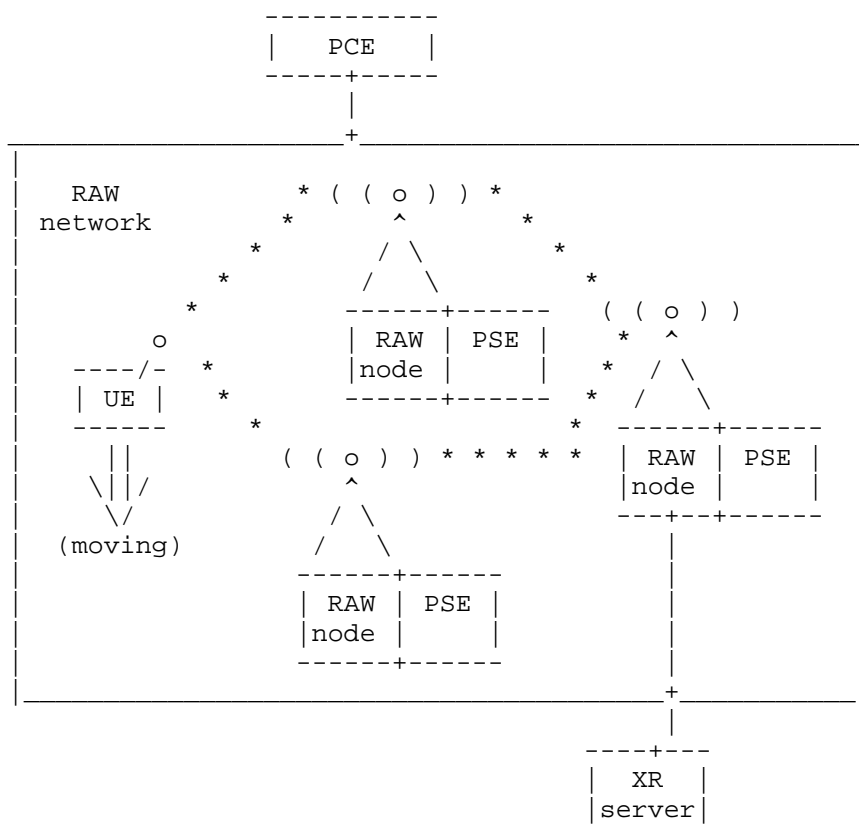 PCE
RAW
network
( ( o ) )
( ( o ) )
RAW PSE
node
o
UE
( ( o ) )
RAW PSE
node
(moving)
RAW PSE
node
XR
server